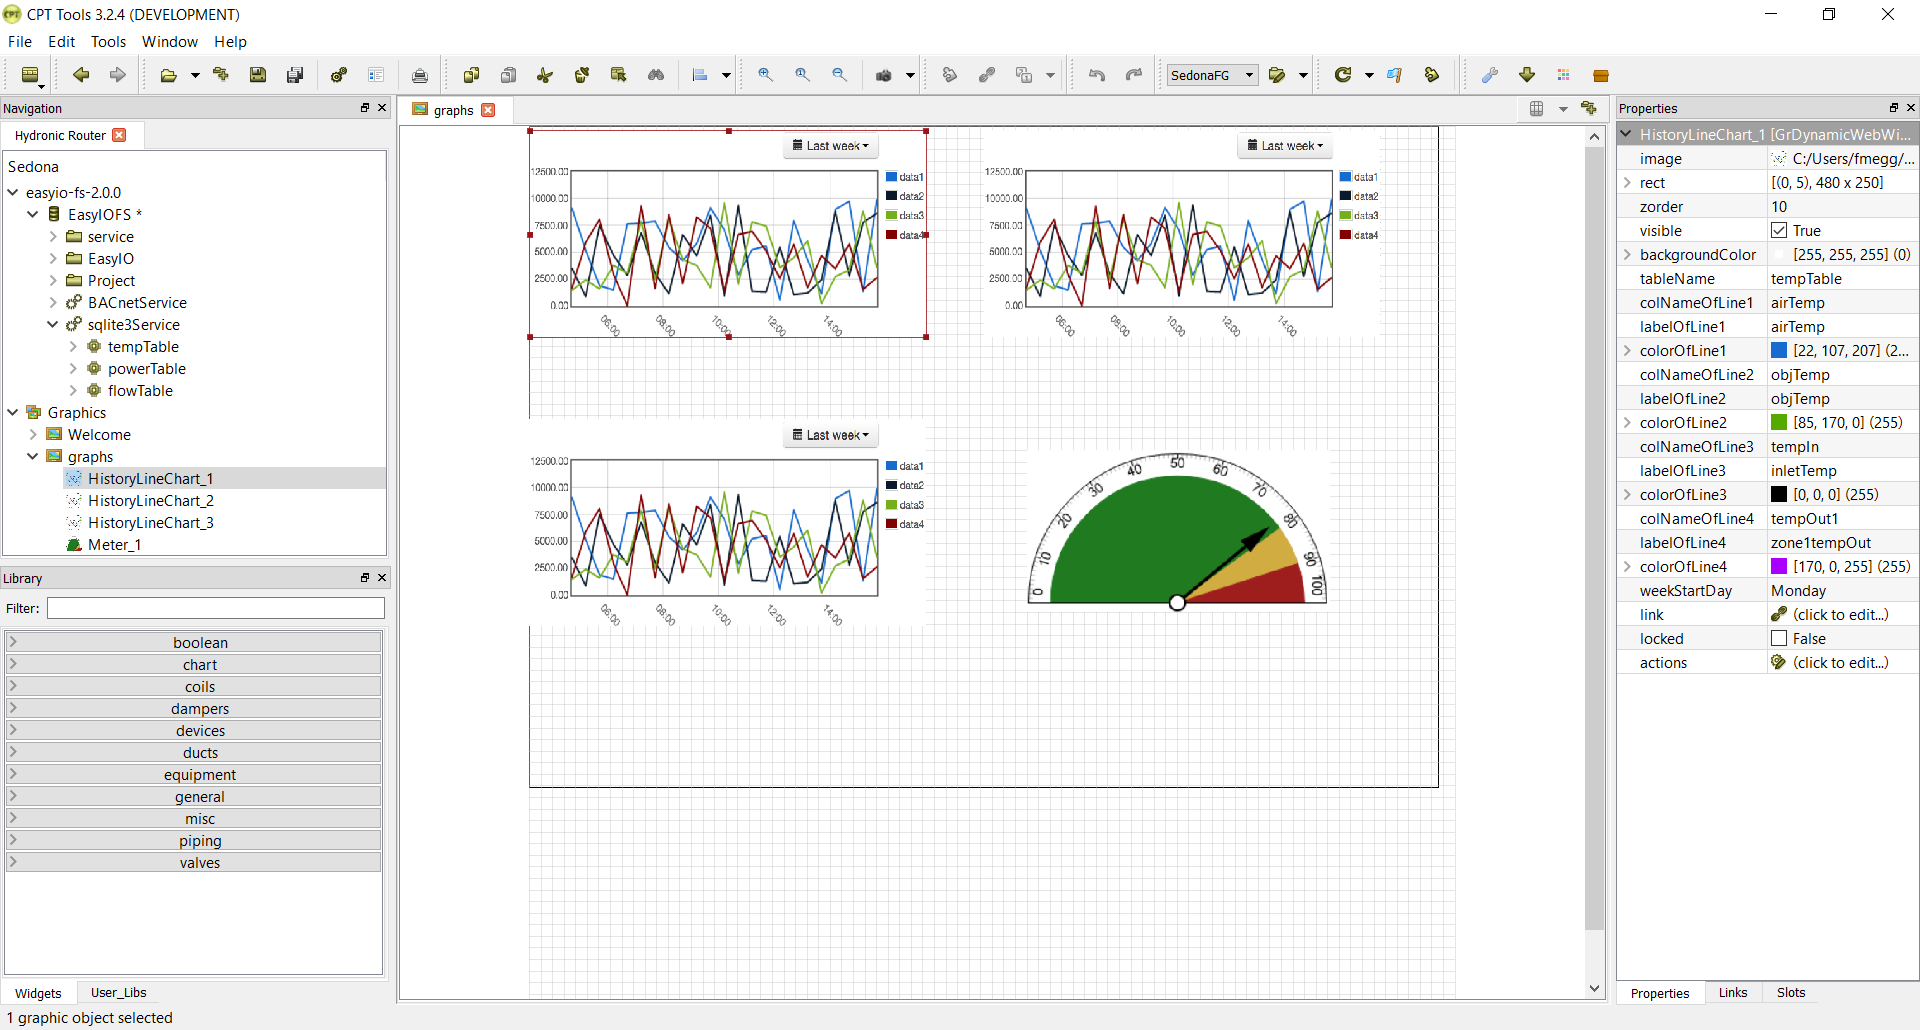 CPT Tools 3.2.4 (DEVELOPMENT)
File Edit Tools Window Help
SedonaFG
Navigation
Hydronic Router
Sedona
easyio-fs-2.0.0
EasyIOFS *
service
EasyIO
Project
BACnetService
sqlite3Service
tempTable
powerTable
flowTable
Graphics
Welcome
graphs
HistoryLineChart_1
HistoryLineChart_2
HistoryLineChart_3
Meter_1
Library
Filter:
boolean
chart
coils
dampers
devices
ducts
equipment
general
misc
piping
valves
Widgets User_Libs
1 graphic object selected
graphs
Last week
12500.00
10000.00
7500.00
5000.00
2500.00
0.00
06:00 08:00 10:00 12:00 14:00
data1
data2
data3
data4
Last week
12500.00
10000.00
7500.00
5000.00
2500.00
0.00
06:00 08:00 10:00 12:00 14:00
data1
data2
data3
data4
Last week
12500.00
10000.00
7500.00
5000.00
2500.00
0.00
06:00 08:00 10:00 12:00 14:00
data1
data2
data3
data4
0 10 20 30 40 50 60 70 80 90 100
Properties
HistoryLineChart_1 [GrDynamicWebWi...
image C:/Users/fmegg/...
rect [(0, 5), 480 x 250]
zorder 10
visible True
backgroundColor [255, 255, 255] (0)
tableName tempTable
colNameOfLine1 airTemp
labelOfLine1 airTemp
colorOfLine1 [22, 107, 207] (2...
colNameOfLine2 objTemp
labelOfLine2 objTemp
colorOfLine2 [85, 170, 0] (255)
colNameOfLine3 tempIn
labelOfLine3 inletTemp
colorOfLine3 [0, 0, 0] (255)
colNameOfLine4 tempOut1
labelOfLine4 zone1tempOut
colorOfLine4 [170, 0, 255] (255)
weekStartDay Monday
link (click to edit...)
locked False
actions (click to edit...)
Properties Links Slots